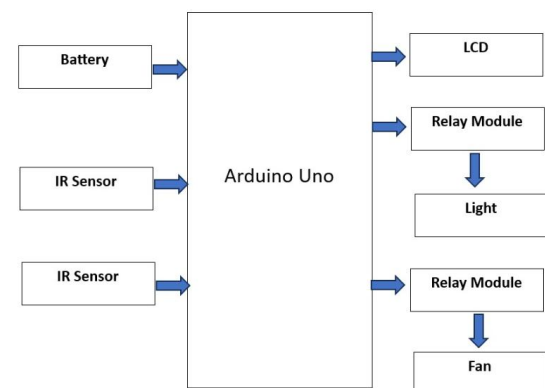 Battery
IR Sensor
IR Sensor
Arduino Uno
LCD
Relay Module
Light
Relay Module
Fan